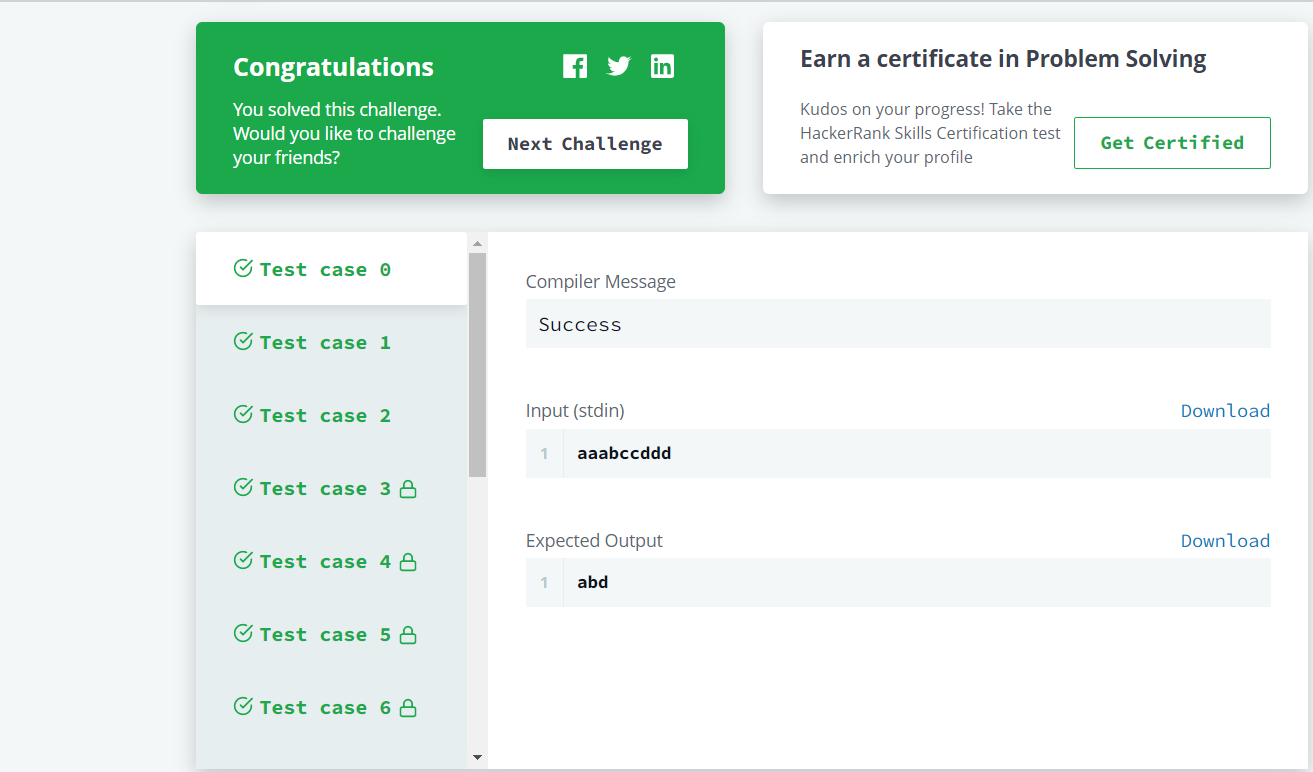 Congratulations
You solved this challenge.
Would you like to challenge
your friends?
Next Challenge
Earn a certificate in Problem Solving
Kudos on your progress! Take the
HackerRank Skills Certification test
and enrich your profile
Get Certified
Test case 0
Test case 1
Test case 2
Test case 3
Test case 4
Test case 5
Test case 6
Compiler Message
Success
Input (stdin)
Download
1 aaabccddd
Expected Output
Download
1 abd